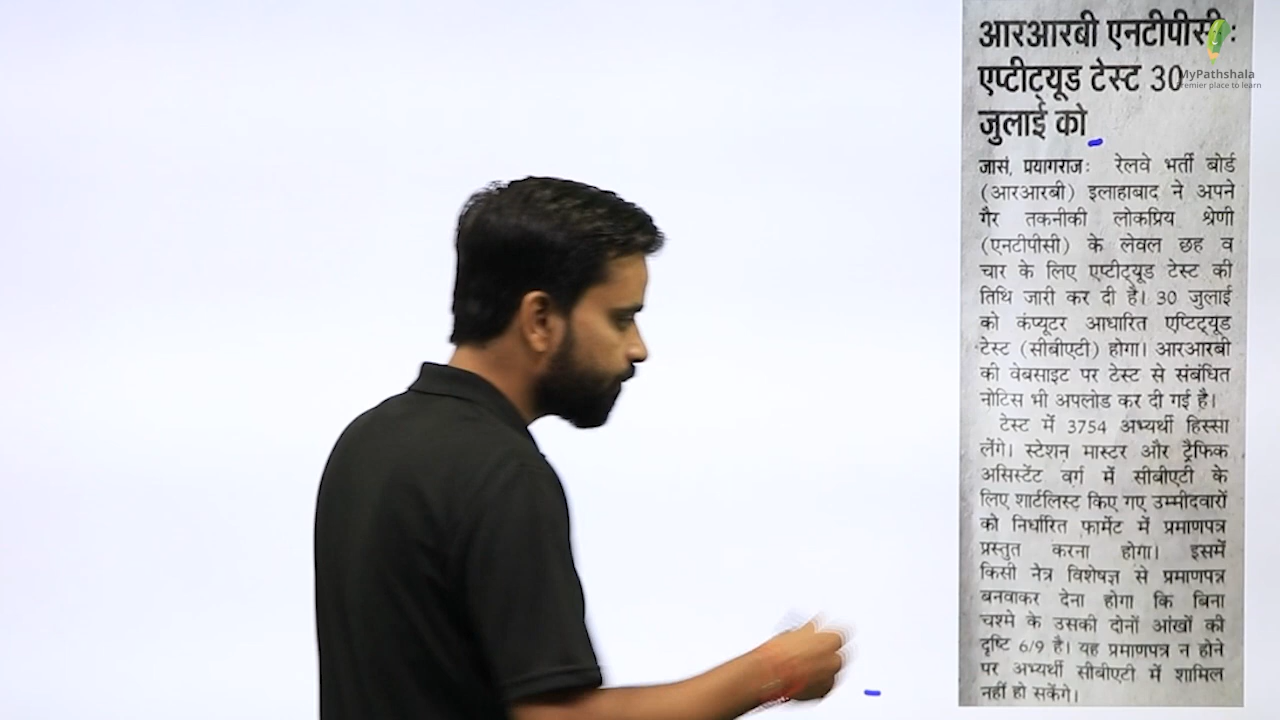 आरआरबी एनटीपीसी :
एप्टीट्यूड टेस्ट 30
जुलाई को
MyPathshala
Premier place to learn
जासं, प्रयागराज: रेलवे भर्ती बोर्ड
(आरआरबी) इलाहाबाद ने अपने
गैर तकनीकी लोकप्रिय श्रेणी
(एनटीपीसी) के लेवल छह व
चार के लिए एप्टीट्यूड टेस्ट की
तिथि जारी कर दी है। 30 जुलाई
को कंप्यूटर आधारित एप्टिट्यूड
टेस्ट (सीबीएटी) होगा। आरआरबी
की वेबसाइट पर टेस्ट से संबंधित
नोटिस भी अपलोड कर दी गई है।
टेस्ट में 3754 अभ्यर्थी हिस्सा
लेंगे। स्टेशन मास्टर और ट्रैफिक
असिस्टेंट वर्ग में सीबीएटी के
लिए शार्टलिस्ट किए गए उम्मीदवारों
को निर्धारित फार्मेट में प्रमाणपत्र
प्रस्तुत करना होगा। इसमें
किसी नेत्र विशेषज्ञ से प्रमाणपत्र
बनवाकर देना होगा कि बिना
चश्मे के उसकी दोनों आंखों की
दृष्टि 6/9 है। यह प्रमाणपत्र न होने
पर अभ्यर्थी सीबीएटी में शामिल
नहीं हो सकेंगे।